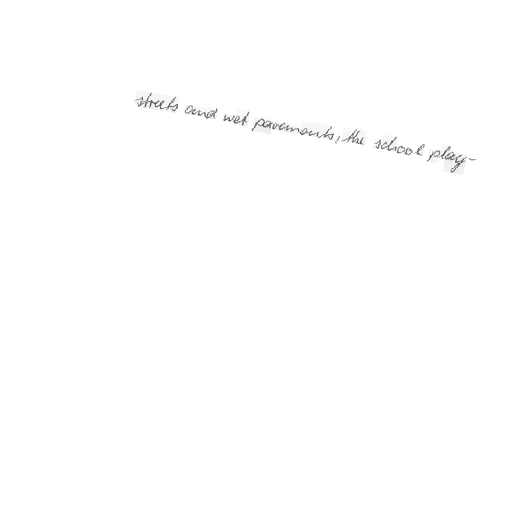 streets and wet pavements, the school play-